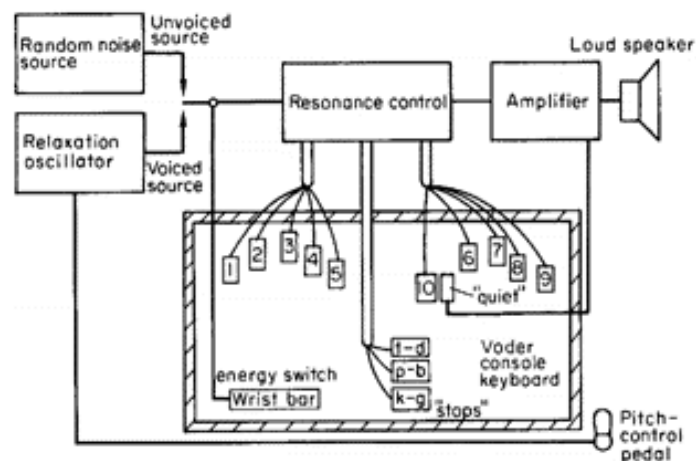 Unvoiced
source
Random noise
source
Loud speaker
Resonance control
Amplifier
Relaxation
oscillator
Voiced
source
1
2
3
4
5
10
6
7
8
9
"quiet"
t-d
p-b
k-g
"stops"
Voder
console
keyboard
energy switch
Wrist bar
Pitch-
control
pedal